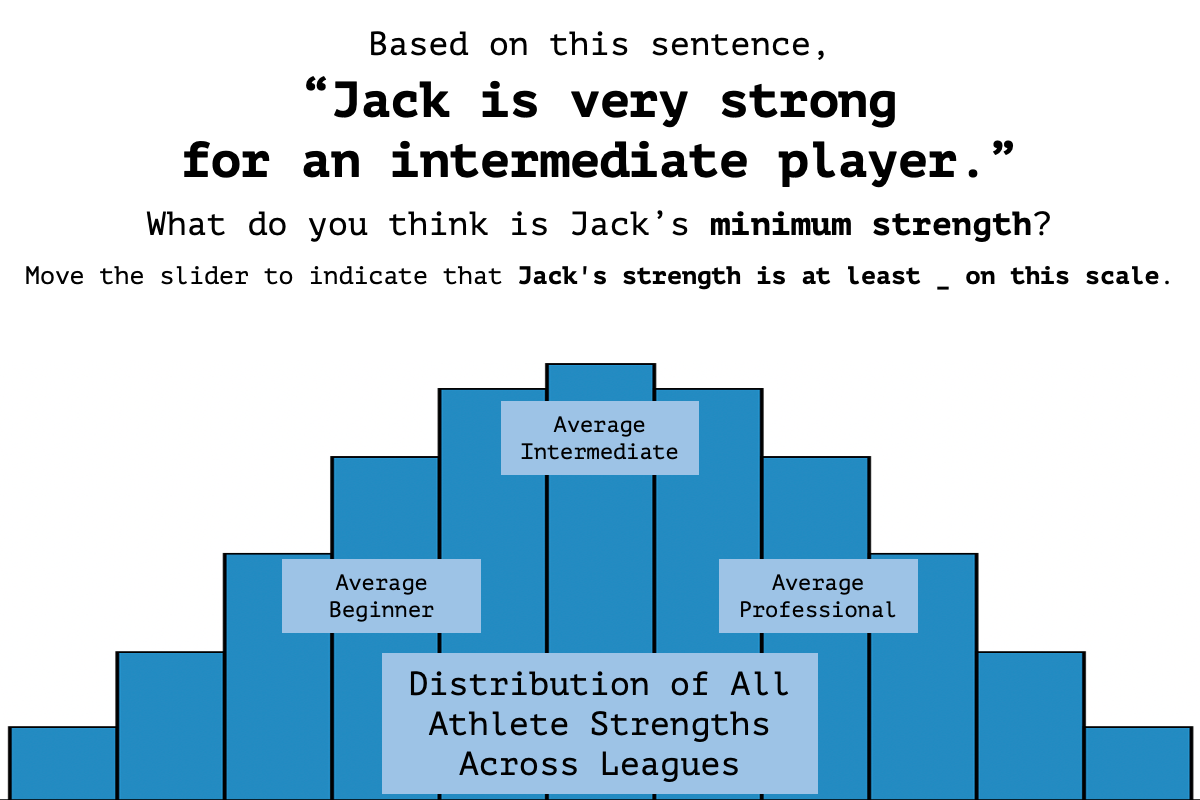 Based on this sentence,
“Jack is very strong
for an intermediate player.”
What do you think is Jack’s minimum strength?
Move the slider to indicate that Jack's strength is at least _ on this scale.
Average
Intermediate
Average
Beginner
Average
Professional
Distribution of All
Athlete Strengths
Across Leagues